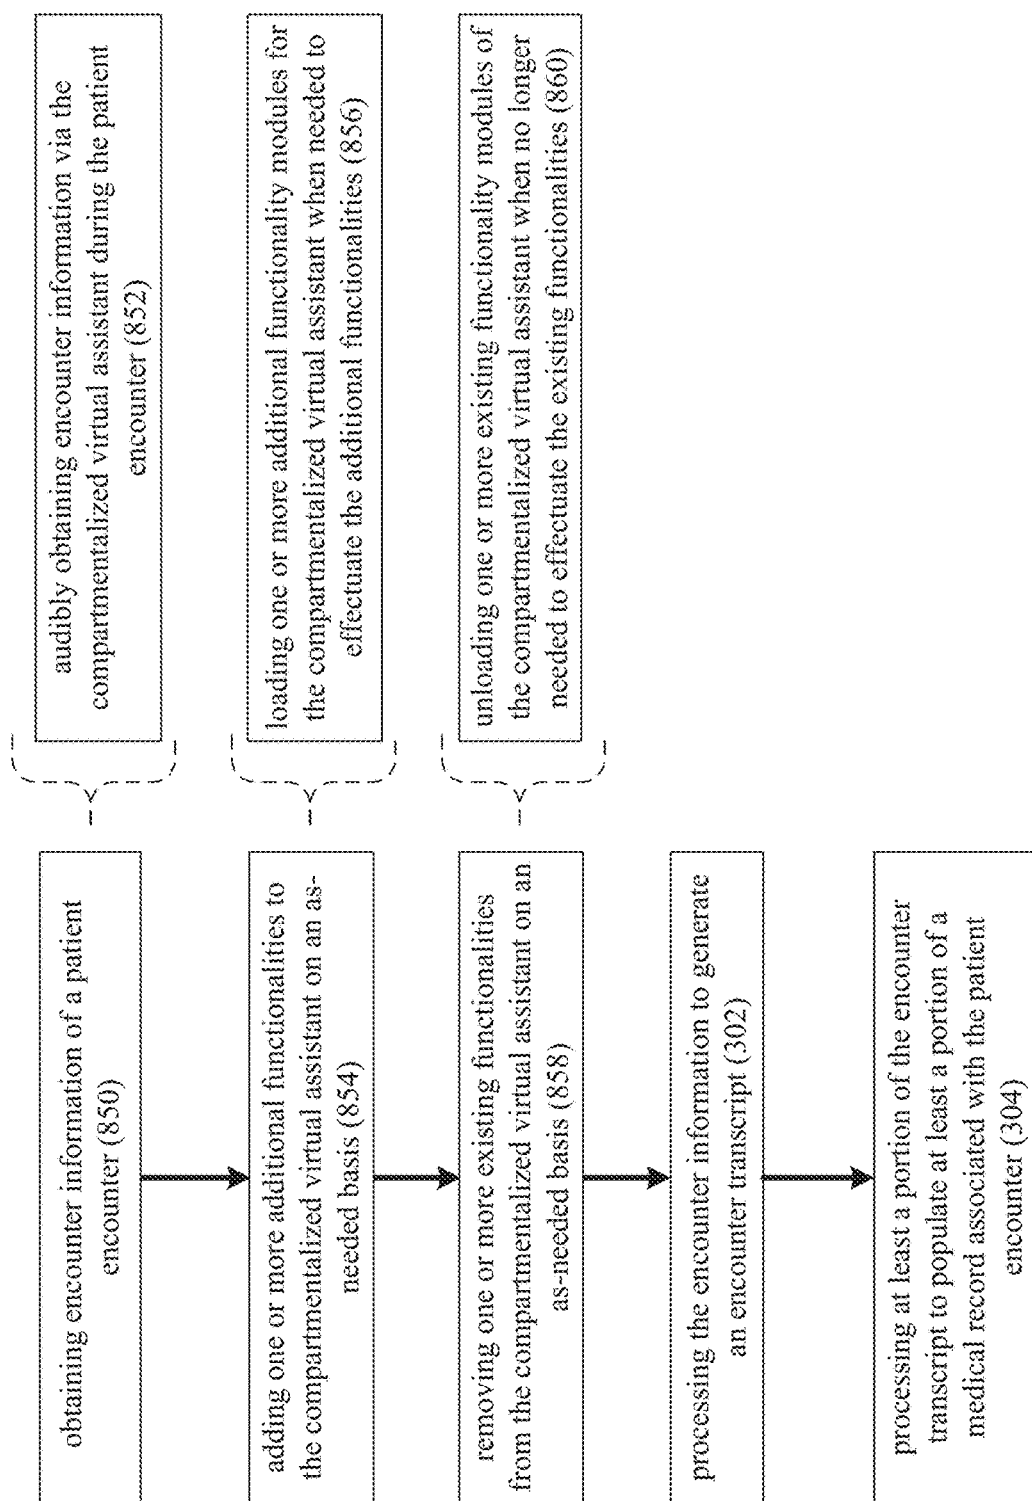 obtaining encounter information of a patient
encounter (850)
audibly obtaining encounter information via the
compartmentalized virtual assistant during the patient
encounter (852)
adding one or more additional functionalities to
the compartmentalized virtual assistant on an as-
needed basis (854)
loading one or more additional functionality modules for
the compartmentalized virtual assistant when needed to
effectuate the additional functionalities (856)
removing one or more existing functionalities
from the compartmentalized virtual assistant on an
as-needed basis (858)
unloading one or more existing functionality modules of
the compartmentalized virtual assistant when no longer
needed to effectuate the existing functionalities (860)
processing the encounter information to generate
an encounter transcript (302)
processing at least a portion of the encounter
transcript to populate at least a portion of a
medical record associated with the patient
encounter (304)